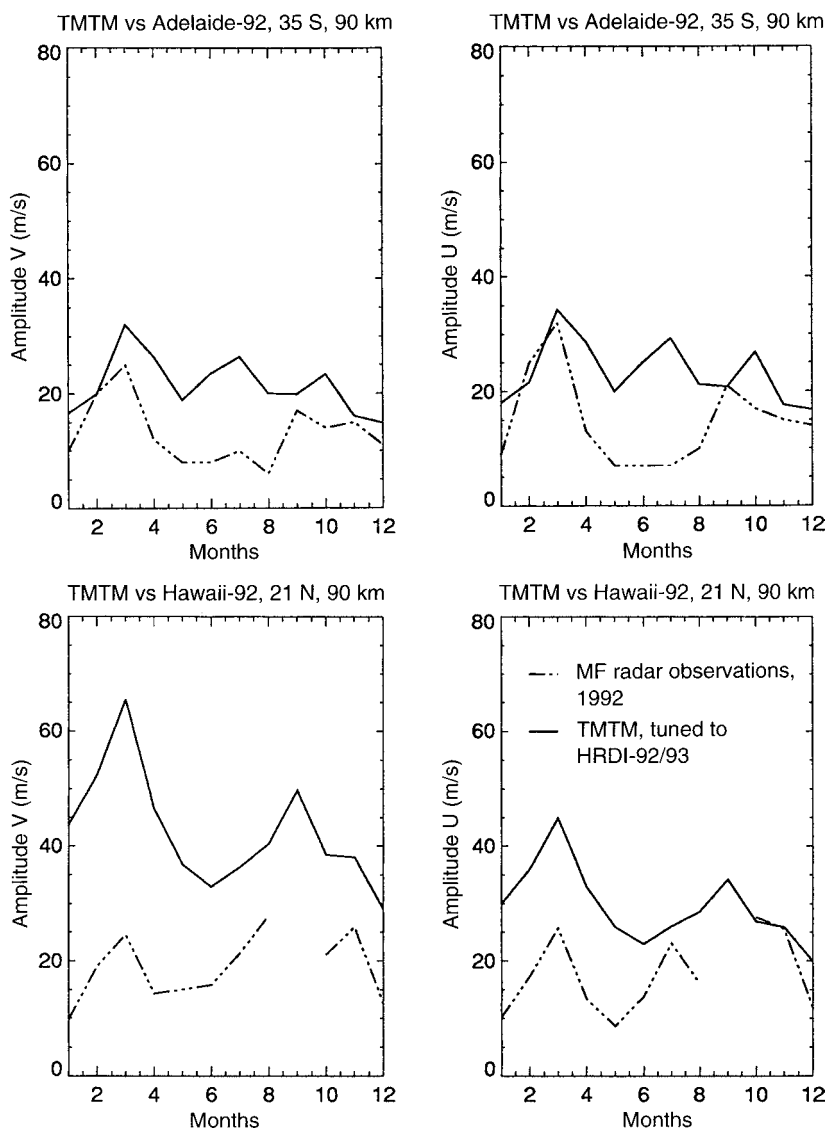 TMTM vs Adelaide-92, 35 S, 90 km
80
60
40
20
0
Amplitude V (m/s)
2 4 6 8 10 12
Months
TMTM vs Adelaide-92, 35 S, 90 km
80
60
40
20
0
Amplitude U (m/s)
2 4 6 8 10 12
Months
TMTM vs Hawaii-92, 21 N, 90 km
80
60
40
20
0
Amplitude V (m/s)
2 4 6 8 10 12
Months
TMTM vs Hawaii-92, 21 N, 90 km
80
60
40
20
0
Amplitude U (m/s)
MF radar observations,
1992
TMTM, tuned to
HRDI-92/93
2 4 6 8 10 12
Months